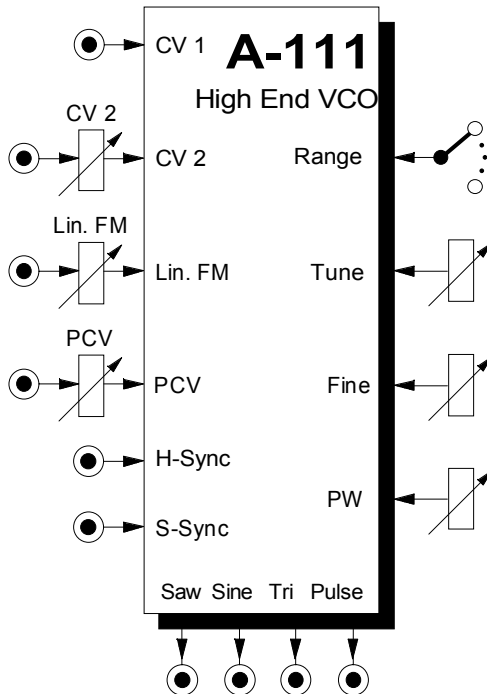 CV 1
A-111
High End VCO
CV 2
CV 2
Range
Lin. FM
Lin. FM
Tune
PCV
PCV
Fine
H-Sync
PW
S-Sync
Saw Sine Tri Pulse